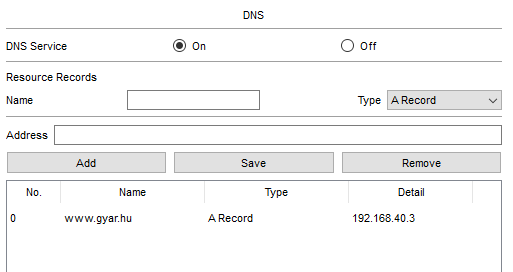 DNS
DNS Service On Off
Resource Records
Name Type A Record
Address
Add Save Remove
No. Name Type Detail
0 www.gyar.hu A Record 192.168.40.3